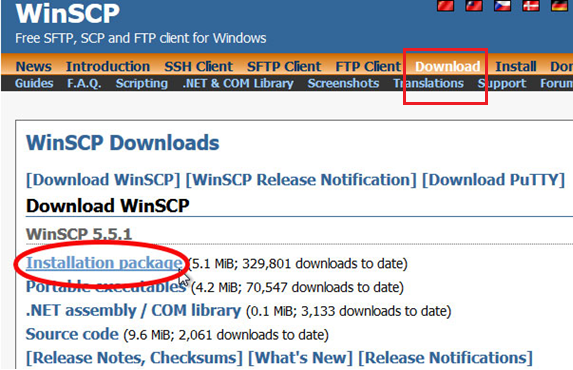 WinSCP
Free SFTP, SCP and FTP client for Windows
News Introduction SSH Client SFTP Client FTP Client Download Install
Guides F.A.Q. Scripting .NET & COM Library Screenshots Translations Support
WinSCP Downloads
[Download WinSCP] [WinSCP Release Notification] [Download PuTTY]
Download WinSCP
WinSCP 5.5.1
Installation package (5.1 MiB; 329,801 downloads to date)
Portable executables (4.2 MiB; 70,547 downloads to date)
.NET assembly / COM library (0.1 MiB; 3,133 downloads to date)
Source code (9.6 MiB; 2,061 downloads to date)
[Release Notes, Checksums] [What's New] [Release Notifications]